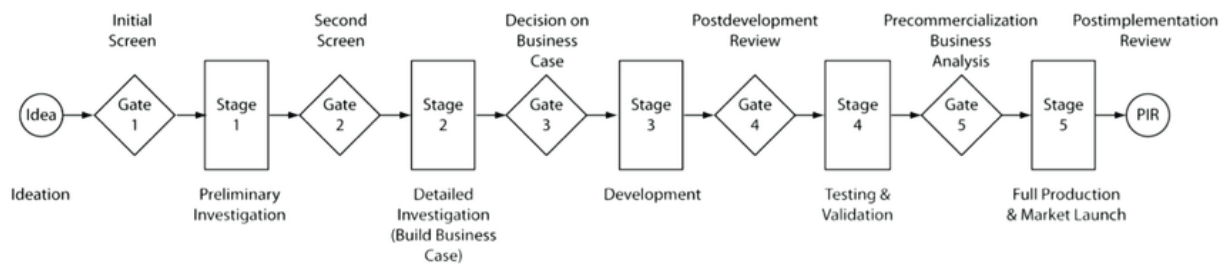 Initial
Screen
Second
Screen
Decision on
Business
Case
Postdevelopment
Review
Precommercialization
Business
Analysis
Postimplementation
Review
Idea
Gate
1
Stage
1
Gate
2
Stage
2
Gate
3
Stage
3
Gate
4
Stage
4
Gate
5
Stage
5
PIR
Ideation
Preliminary
Investigation
Detailed
Investigation
(Build Business
Case)
Development
Testing &
Validation
Full Production
& Market Launch